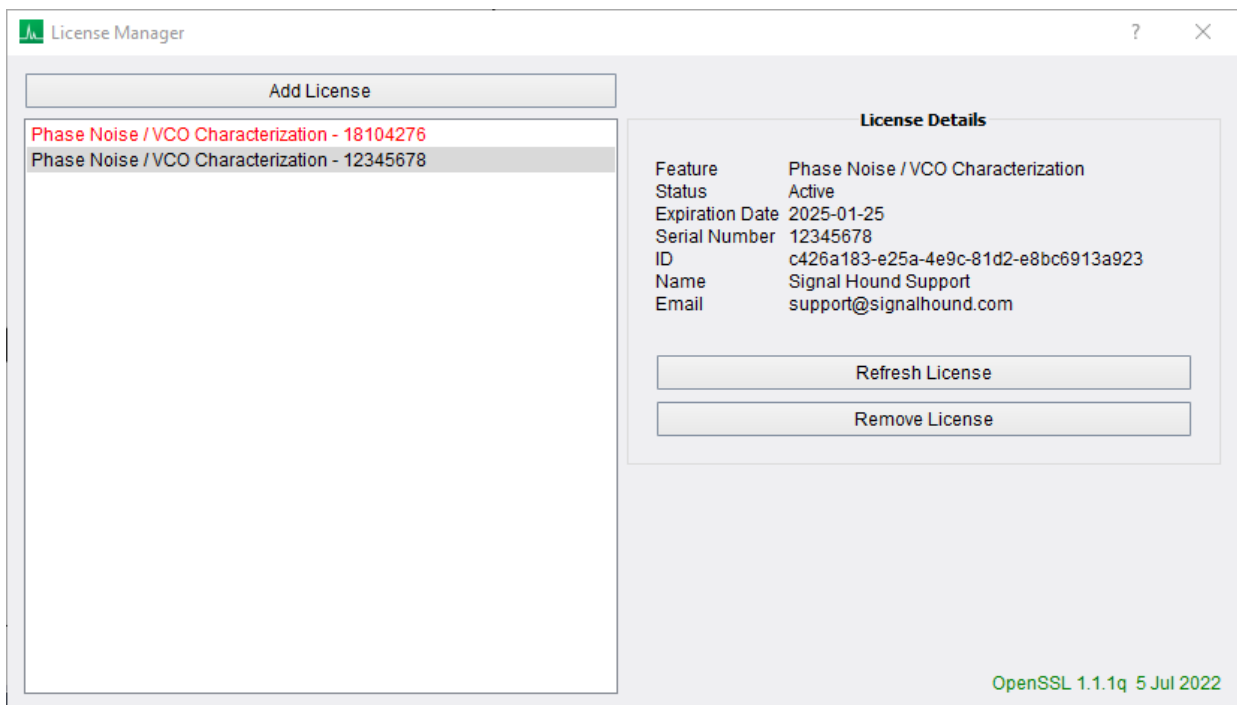 License Manager
?
Add License
Phase Noise / VCO Characterization - 18104276
Phase Noise / VCO Characterization - 12345678
License Details
Feature Phase Noise / VCO Characterization
Status Active
Expiration Date 2025-01-25
Serial Number 12345678
ID c426a183-e25a-4e9c-81d2-e8bc6913a923
Name Signal Hound Support
Email support@signalhound.com
Refresh License
Remove License
OpenSSL 1.1.1q 5 Jul 2022